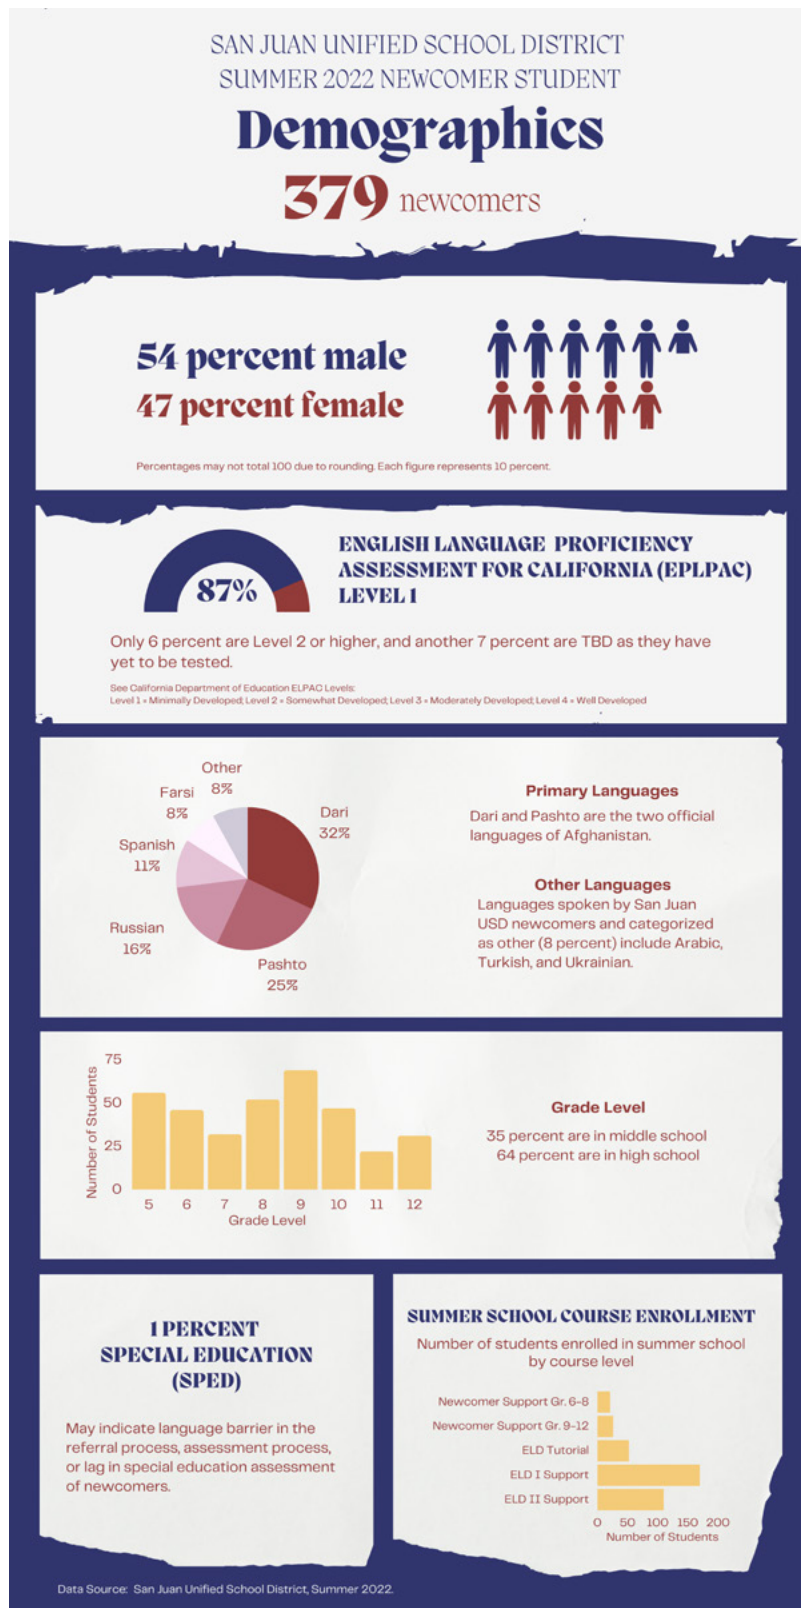 SAN JUAN UNIFIED SCHOOL DISTRICT
SUMMER 2022 NEWCOMER STUDENT
Demographics
379 newcomers
54 percent male
47 percent female
Percentages may not total 100 due to rounding. Each figure represents 10 percent.
87%
ENGLISH LANGUAGE PROFICIENCY
ASSESSMENT FOR CALIFORNIA (EPLPAC)
LEVEL 1
Only 6 percent are Level 2 or higher, and another 7 percent are TBD as they have
yet to be tested.
See California Department of Education ELPAC Levels:
Level 1 = Minimally Developed; Level 2 = Somewhat Developed; Level 3 = Moderately Developed; Level 4 = Well Developed
Other
8%
Farsi
8%
Spanish
11%
Russian
16%
Pashto
25%
Dari
32%
Primary Languages
Dari and Pashto are the two official
languages of Afghanistan.
Other Languages
Languages spoken by San Juan
USD newcomers and categorized
as other (8 percent) include Arabic,
Turkish, and Ukrainian.
Number of Students
75
50
25
0
5 6 7 8 9 10 11 12
Grade Level
Grade Level
35 percent are in middle school
64 percent are in high school
1 PERCENT
SPECIAL EDUCATION
(SPED)
May indicate language barrier in the
referral process, assessment process,
or lag in special education assessment
of newcomers.
SUMMER SCHOOL COURSE ENROLLMENT
Number of students enrolled in summer school
by course level
Newcomer Support Gr. 6-8
Newcomer Support Gr. 9-12
ELD Tutorial
ELD I Support
ELD II Support
0 50 100 150 200
Number of Students
Data Source: San Juan Unified School District, Summer 2022.